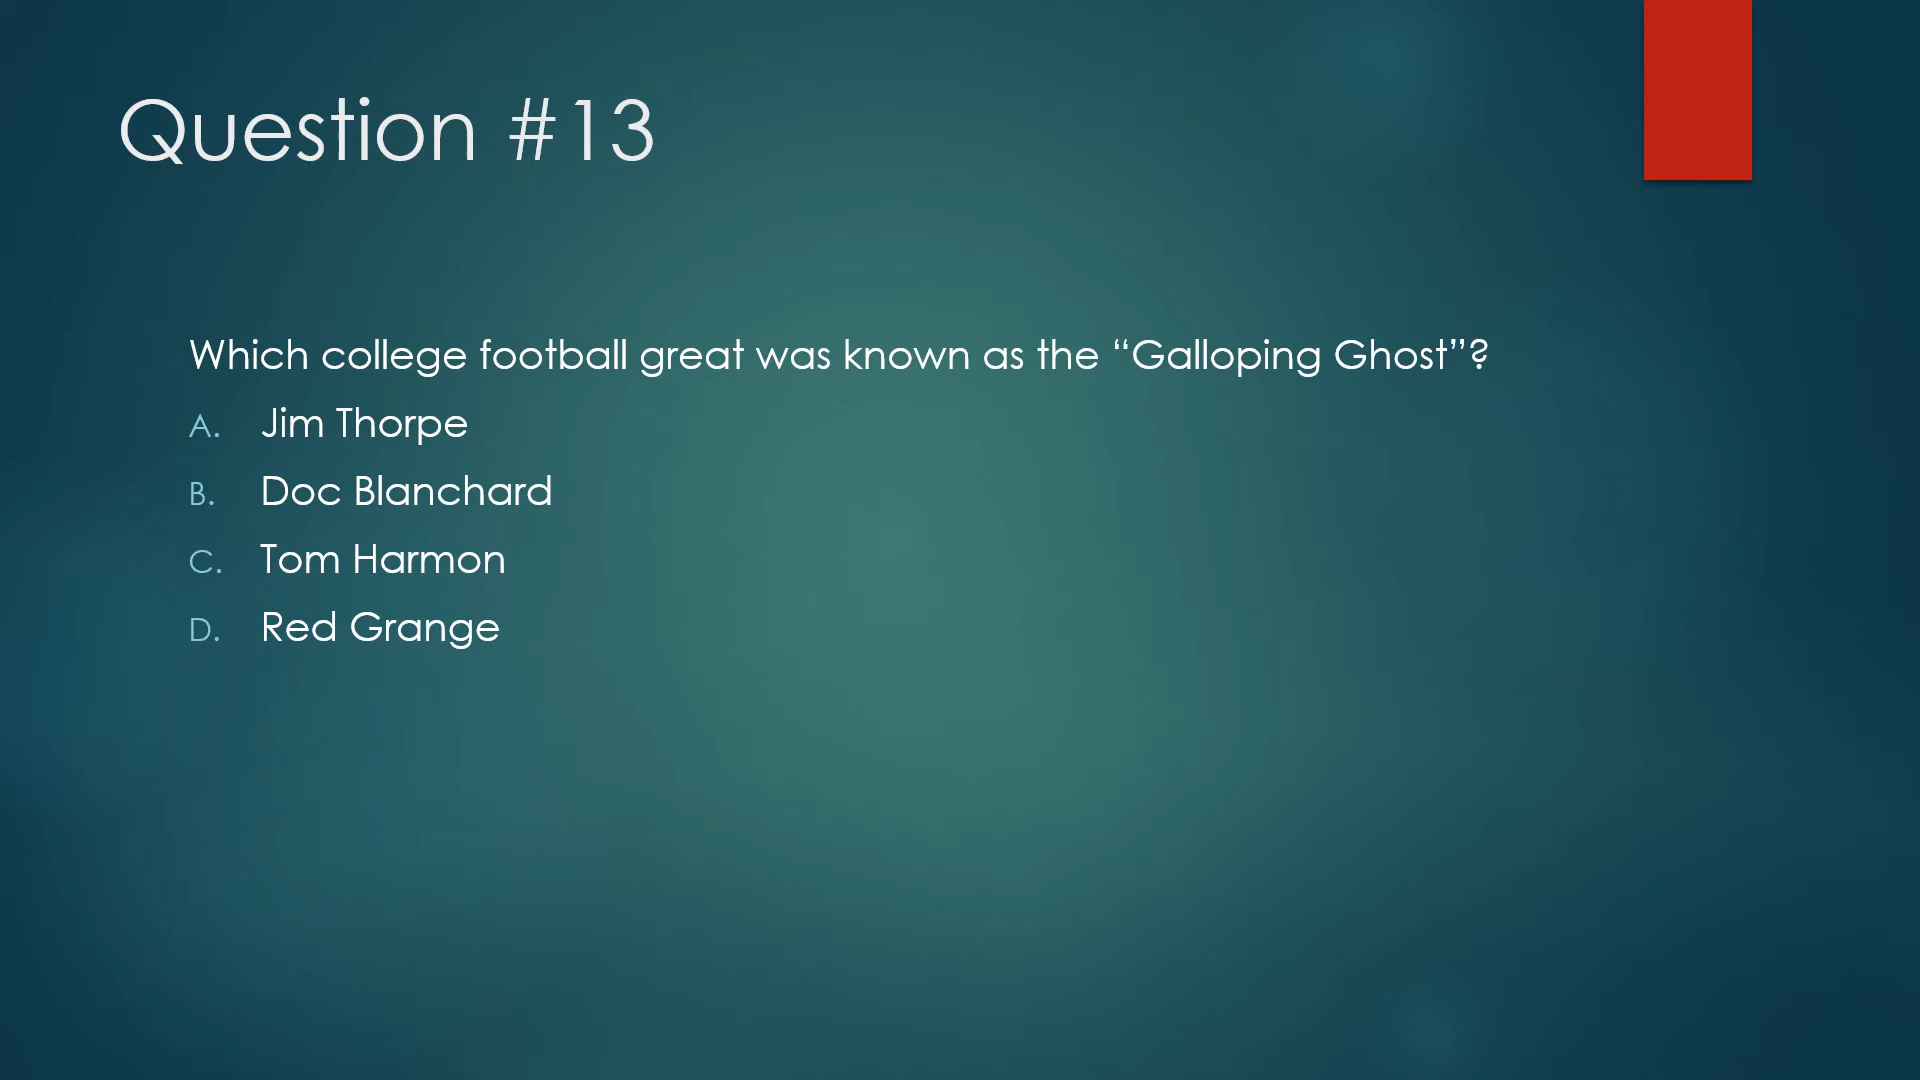 Question #13
Which college football great was known as the “Galloping Ghost”?
A. Jim Thorpe
B. Doc Blanchard
C. Tom Harmon
D. Red Grange